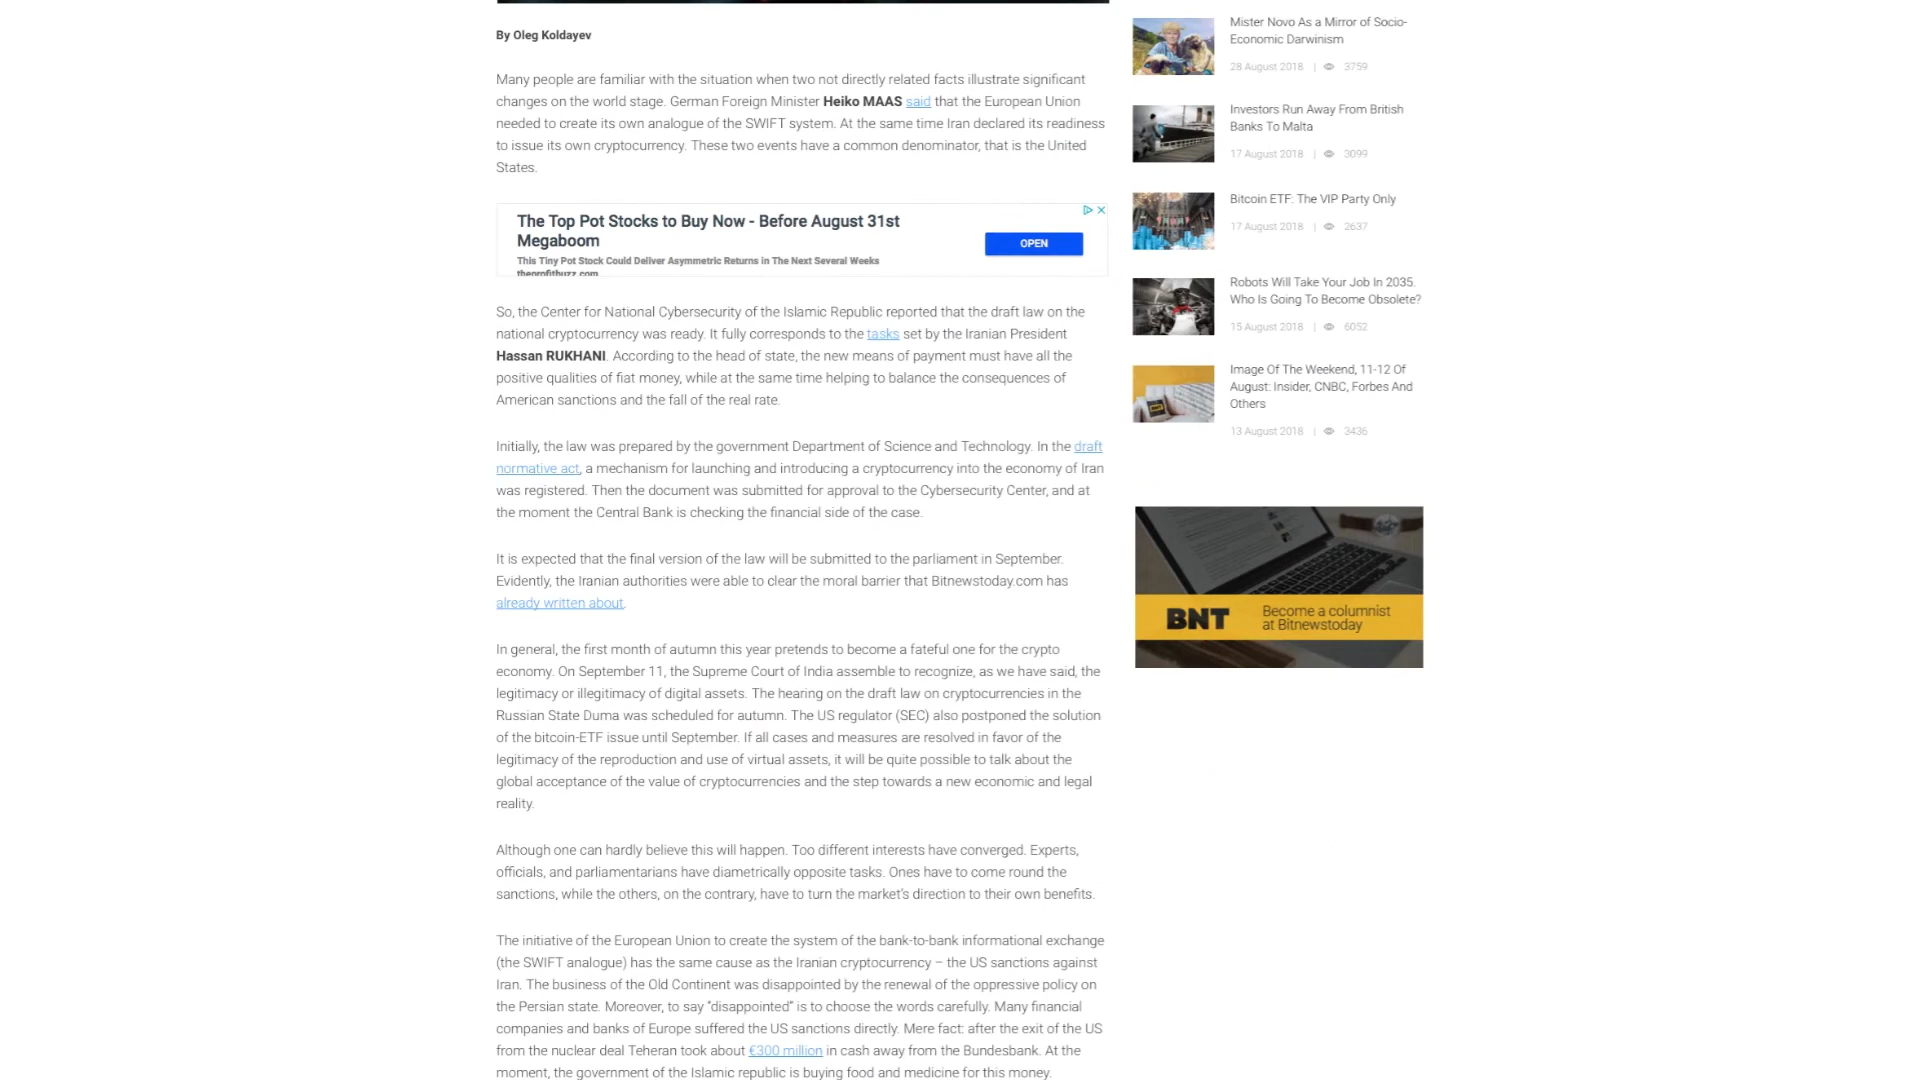 By Oleg Koldayev
Many people are familiar with the situation when two not directly related facts illustrate significant
changes on the world stage. German Foreign Minister Heiko MAAS said that the European Union
needed to create its own analogue of the SWIFT system. At the same time Iran declared its readiness
to issue its own cryptocurrency. These two events have a common denominator, that is the United
States.
The Top Pot Stocks to Buy Now - Before August 31st
Megaboom
This Tiny Pot Stock Could Deliver Asymmetric Returns in The Next Several Weeks
theprofitbuzz.com
OPEN
So, the Center for National Cybersecurity of the Islamic Republic reported that the draft law on the
national cryptocurrency was ready. It fully corresponds to the tasks set by the Iranian President
Hassan RUKHANI. According to the head of state, the new means of payment must have all the
positive qualities of fiat money, while at the same time helping to balance the consequences of
American sanctions and the fall of the real rate.
Initially, the law was prepared by the government Department of Science and Technology. In the draft
normative act, a mechanism for launching and introducing a cryptocurrency into the economy of Iran
was registered. Then the document was submitted for approval to the Cybersecurity Center, and at
the moment the Central Bank is checking the financial side of the case.
It is expected that the final version of the law will be submitted to the parliament in September.
Evidently, the Iranian authorities were able to clear the moral barrier that Bitnewstoday.com has
already written about.
In general, the first month of autumn this year pretends to become a fateful one for the crypto
economy. On September 11, the Supreme Court of India assemble to recognize, as we have said, the
legitimacy or illegitimacy of digital assets. The hearing on the draft law on cryptocurrencies in the
Russian State Duma was scheduled for autumn. The US regulator (SEC) also postponed the solution
of the bitcoin-ETF issue until September. If all cases and measures are resolved in favor of the
legitimacy of the reproduction and use of virtual assets, it will be quite possible to talk about the
global acceptance of the value of cryptocurrencies and the step towards a new economic and legal
reality.
Although one can hardly believe this will happen. Too different interests have converged. Experts,
officials, and parliamentarians have diametrically opposite tasks. Ones have to come round the
sanctions, while the others, on the contrary, have to turn the market's direction to their own benefits.
The initiative of the European Union to create the system of the bank-to-bank informational exchange
(the SWIFT analogue) has the same cause as the Iranian cryptocurrency – the US sanctions against
Iran. The business of the Old Continent was disappointed by the renewal of the oppressive policy on
the Persian state. Moreover, to say "disappointed" is to choose the words carefully. Many financial
companies and banks of Europe suffered the US sanctions directly. Mere fact: after the exit of the US
from the nuclear deal Teheran took about €300 million in cash away from the Bundesbank. At the
moment, the government of the Islamic republic is buying food and medicine for this money.
Mister Novo As a Mirror of Socio-
Economic Darwinism
28 August 2018 | 3759
Investors Run Away From British
Banks To Malta
17 August 2018 | 3099
Bitcoin ETF: The VIP Party Only
17 August 2018 | 2637
Robots Will Take Your Job In 2035.
Who Is Going To Become Obsolete?
15 August 2018 | 6052
Image Of The Weekend, 11-12 Of
August: Insider, CNBC, Forbes And
Others
13 August 2018 | 3436
BNT
Become a columnist
at Bitnewstoday